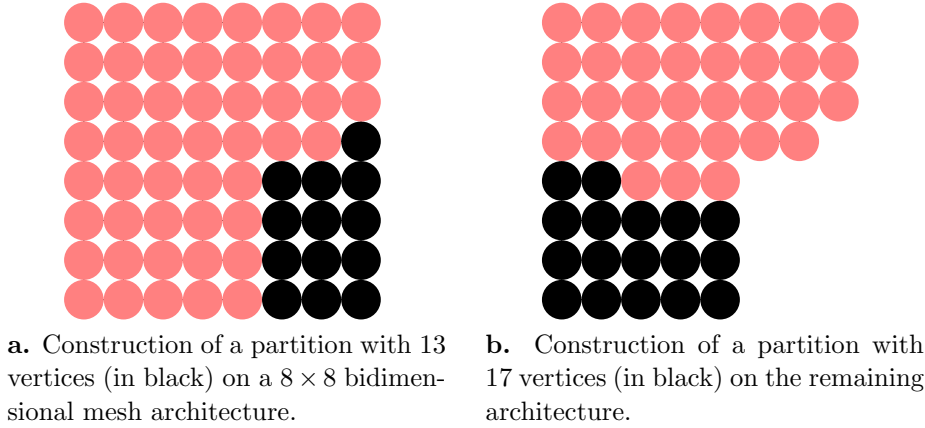 a. Construction of a partition with 13
vertices (in black) on a 8 × 8 bidimen-
sional mesh architecture.
b. Construction of a partition with
17 vertices (in black) on the remaining
architecture.